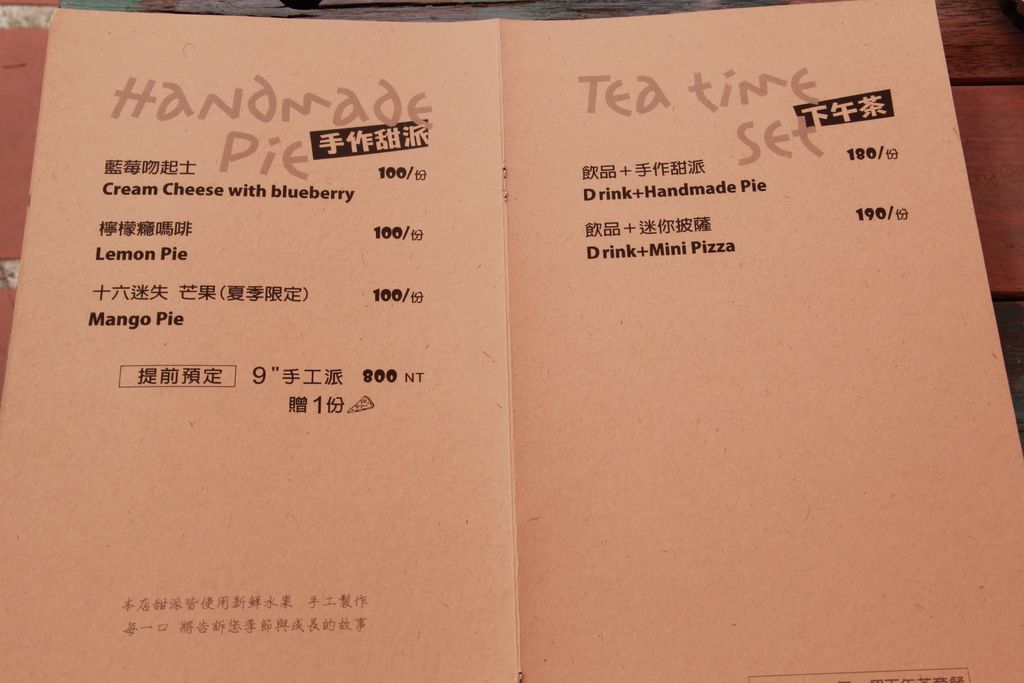 Handmade
Pie 手作甜派
藍莓吻起士 100/份
Cream Cheese with blueberry
檸檬癮嗎啡 100/份
Lemon Pie
十六迷失 芒果(夏季限定) 100/份
Mango Pie
提前預定 9"手工派 800 NT
贈1份
本店甜派皆使用新鮮水果 手工製作
每一口 將告訴您季節與成長的故事
Tea time
Set 下午茶
飲品+手作甜派 180/份
Drink+Handmade Pie
飲品+迷你披薩 190/份
Drink+Mini Pizza
下午茶套餐